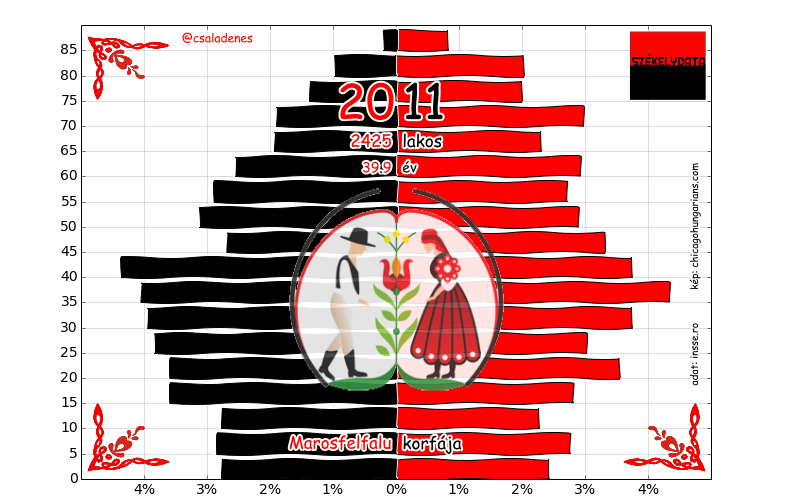 @csaladenes
SZÉKELYDATA
2011
2425 lakos
39.9 év
kép: chicagohungarians.com
adat: insse.ro
Marosfelfalu korfája
85
80
75
70
65
60
55
50
45
40
35
30
25
20
15
10
5
0
4% 3% 2% 1% 0% 1% 2% 3% 4%